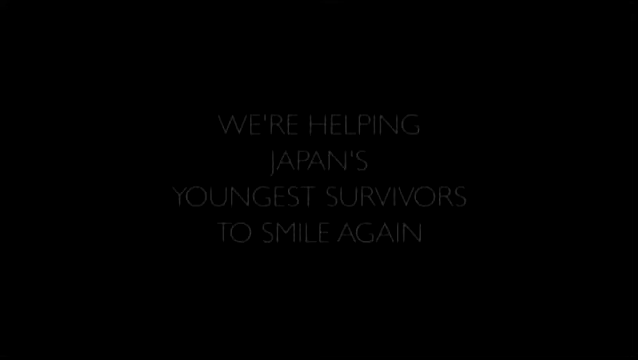 WE'RE HELPING
JAPAN'S
YOUNGEST SURVIVORS
TO SMILE AGAIN